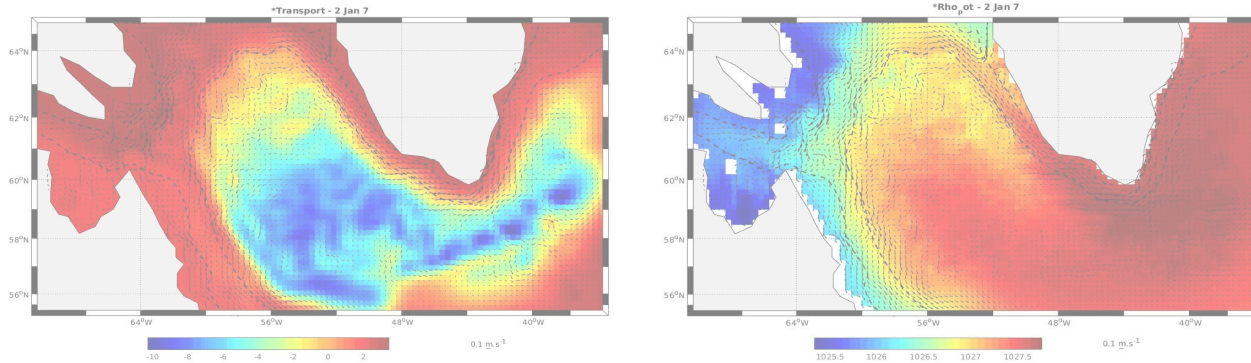 *Transport - 2 Jan 7
64°N
62°N
60°N
58°N
56°N
64°W
56°W
48°W
40°W
-10
-8
-6
-4
-2
0
2
0.1 m.s⁻¹
*Rhoₚot - 2 Jan 7
64°N
62°N
60°N
58°N
56°N
64°W
56°W
48°W
40°W
1025.5
1026
1026.5
1027
1027.5
0.1 m.s⁻¹